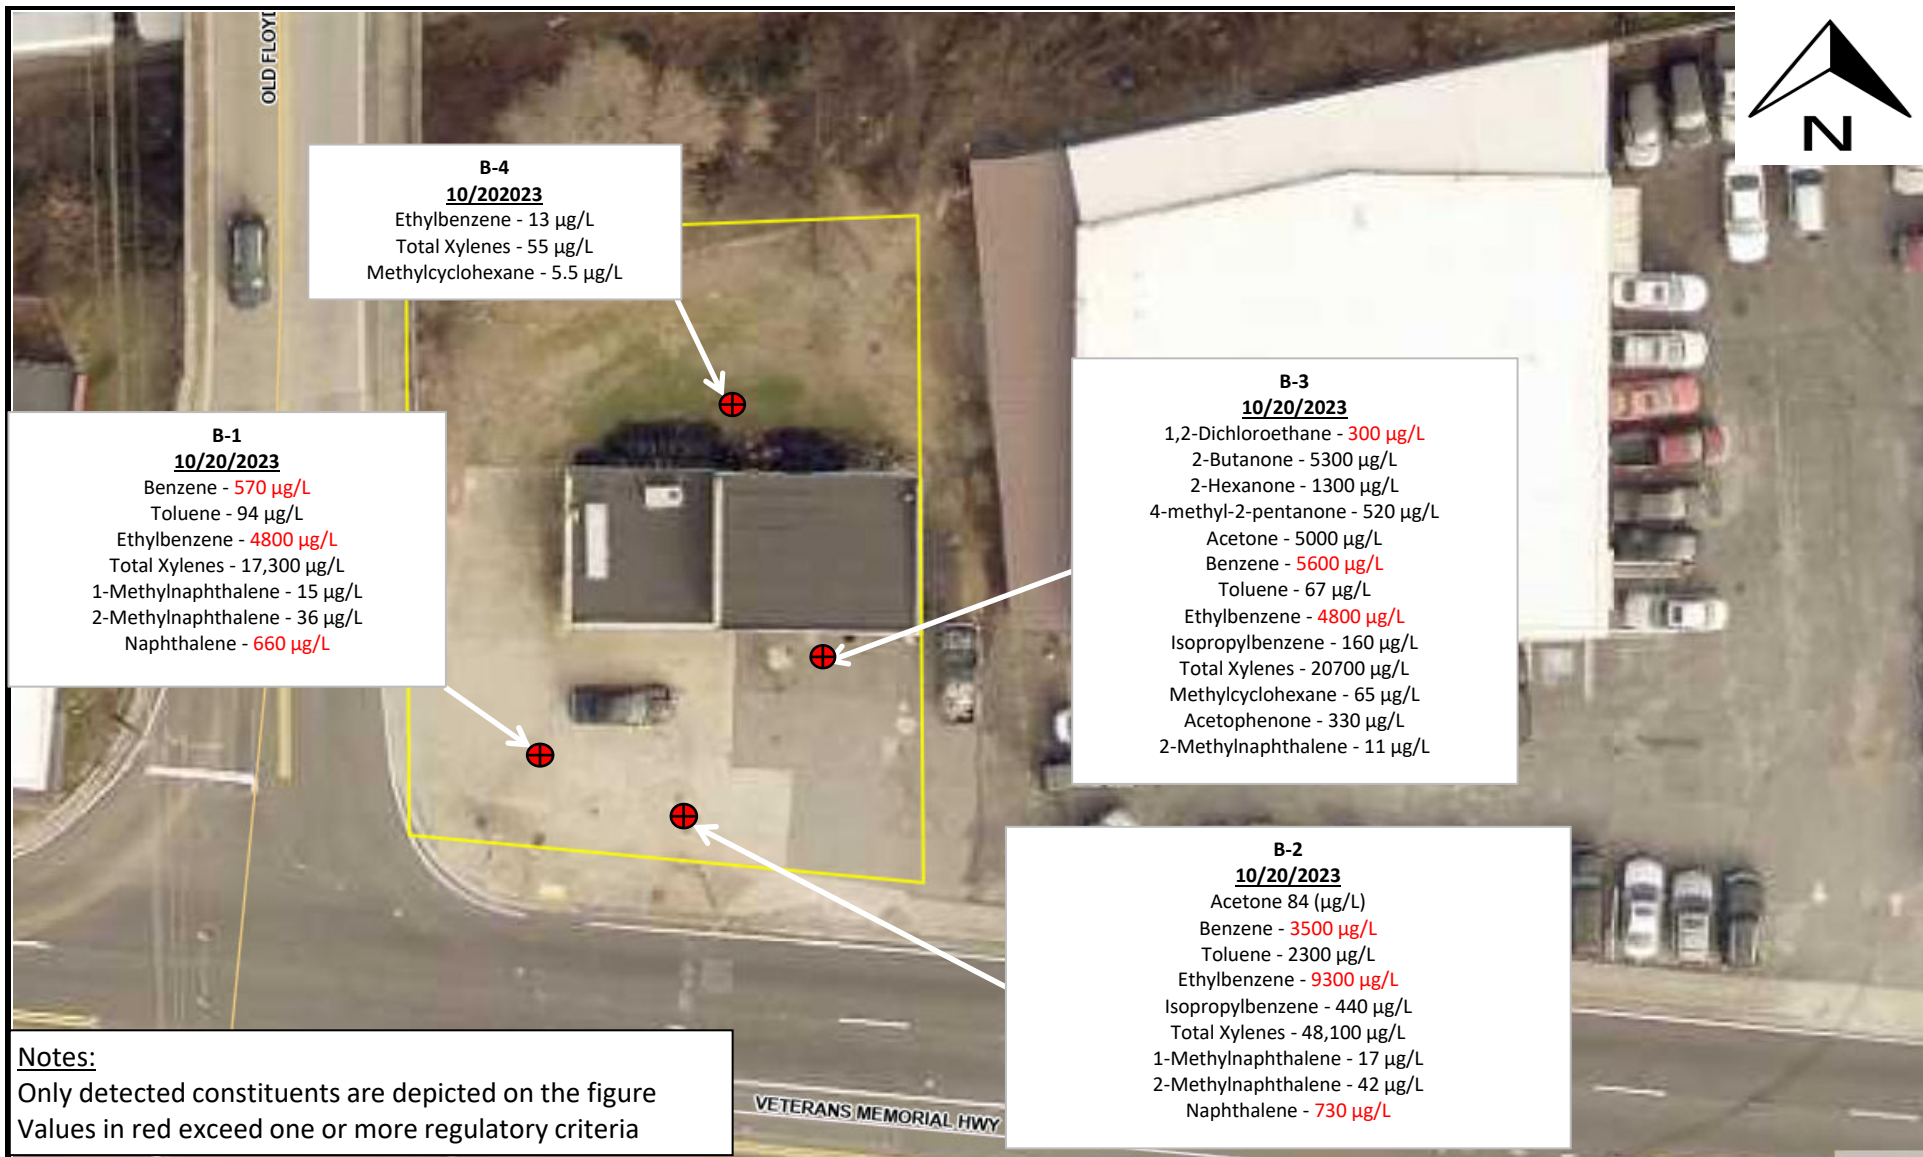 OLD FLOYD
N
B-4
10/202023
Ethylbenzene - 13 µg/L
Total Xylenes - 55 µg/L
Methylcyclohexane - 5.5 µg/L
B-1
10/20/2023
Benzene - 570 µg/L
Toluene - 94 µg/L
Ethylbenzene - 4800 µg/L
Total Xylenes - 17,300 µg/L
1-Methylnaphthalene - 15 µg/L
2-Methylnaphthalene - 36 µg/L
Naphthalene - 660 µg/L
B-3
10/20/2023
1,2-Dichloroethane - 300 µg/L
2-Butanone - 5300 µg/L
2-Hexanone - 1300 µg/L
4-methyl-2-pentanone - 520 µg/L
Acetone - 5000 µg/L
Benzene - 5600 µg/L
Toluene - 67 µg/L
Ethylbenzene - 4800 µg/L
Isopropylbenzene - 160 µg/L
Total Xylenes - 20700 µg/L
Methylcyclohexane - 65 µg/L
Acetophenone - 330 µg/L
2-Methylnaphthalene - 11 µg/L
B-2
10/20/2023
Acetone 84 (µg/L)
Benzene - 3500 µg/L
Toluene - 2300 µg/L
Ethylbenzene - 9300 µg/L
Isopropylbenzene - 440 µg/L
Total Xylenes - 48,100 µg/L
1-Methylnaphthalene - 17 µg/L
2-Methylnaphthalene - 42 µg/L
Naphthalene - 730 µg/L
Notes:
Only detected constituents are depicted on the figure
Values in red exceed one or more regulatory criteria
VETERANS MEMORIAL HWY